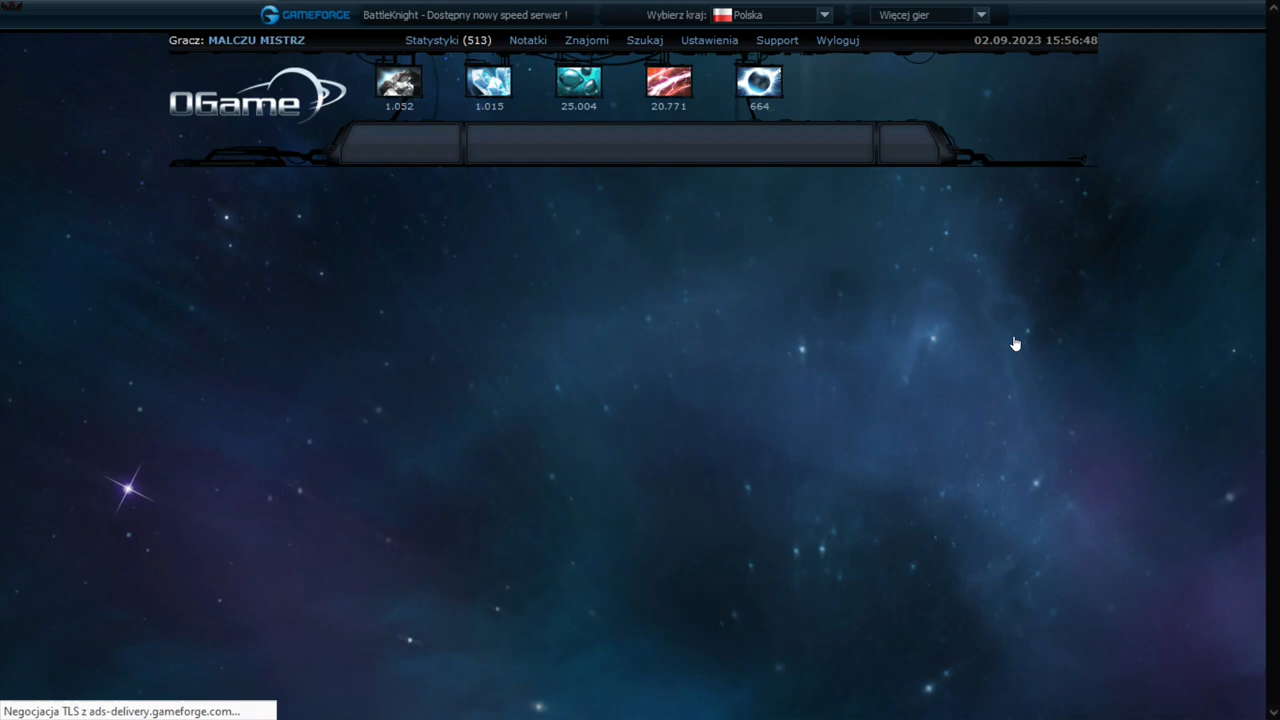 GAMEFORGE BattleKnight - Dostępny nowy speed serwer ! Wybierz kraj: Polska Więcej gier
Gracz: MALCZU MISTRZ Statystyki (513) Notatki Znajomi Szukaj Ustawienia Support Wyloguj 02.09.2023 15:56:48
OGame
1.052 1.015 25.004 20.771 664
Negocjacja TLS z ads-delivery.gameforge.com...